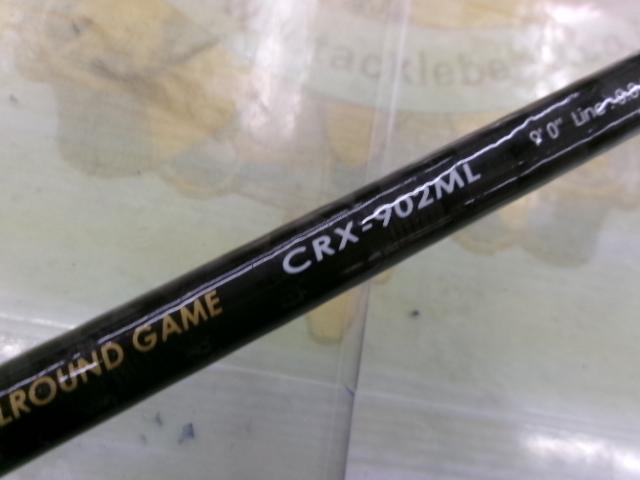 tacklebe
LROUND GAME CRX-902ML 9'0" Line